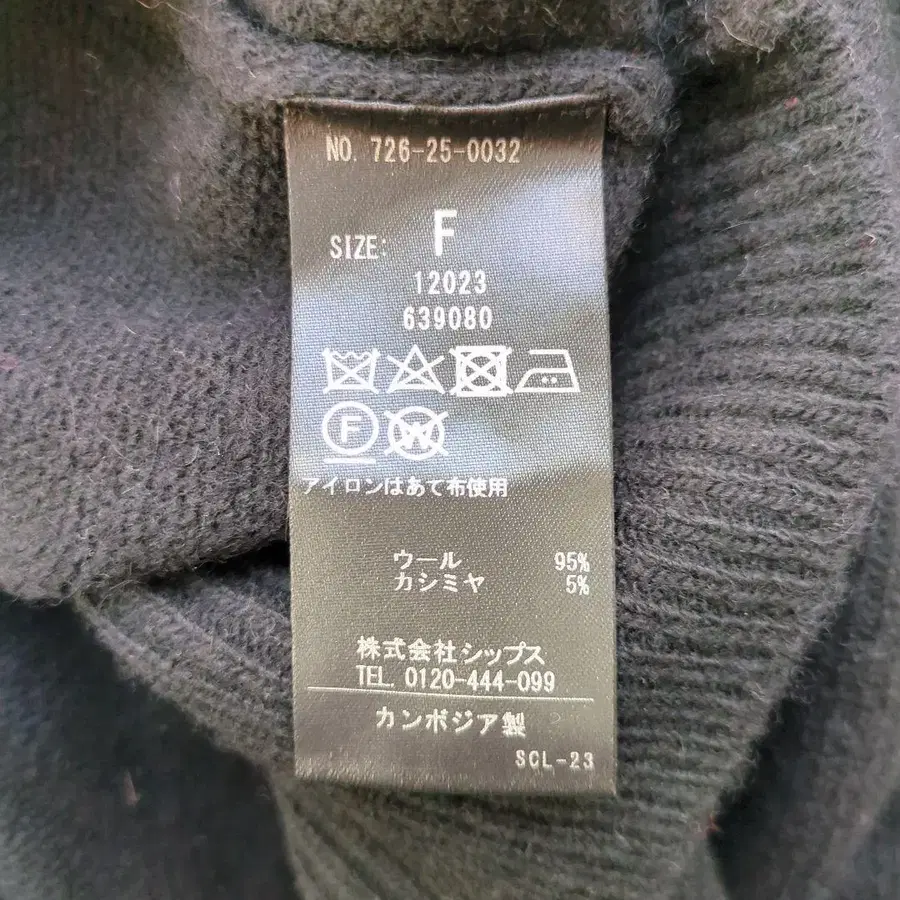 NO. 726-25-0032
SIZE: F
12023
639080
F
W
アイロンはあて布使用
ウール 95%
カシミヤ 5%
株式会社シップス
TEL. 0120-444-099
カンボジア製
SCL-23